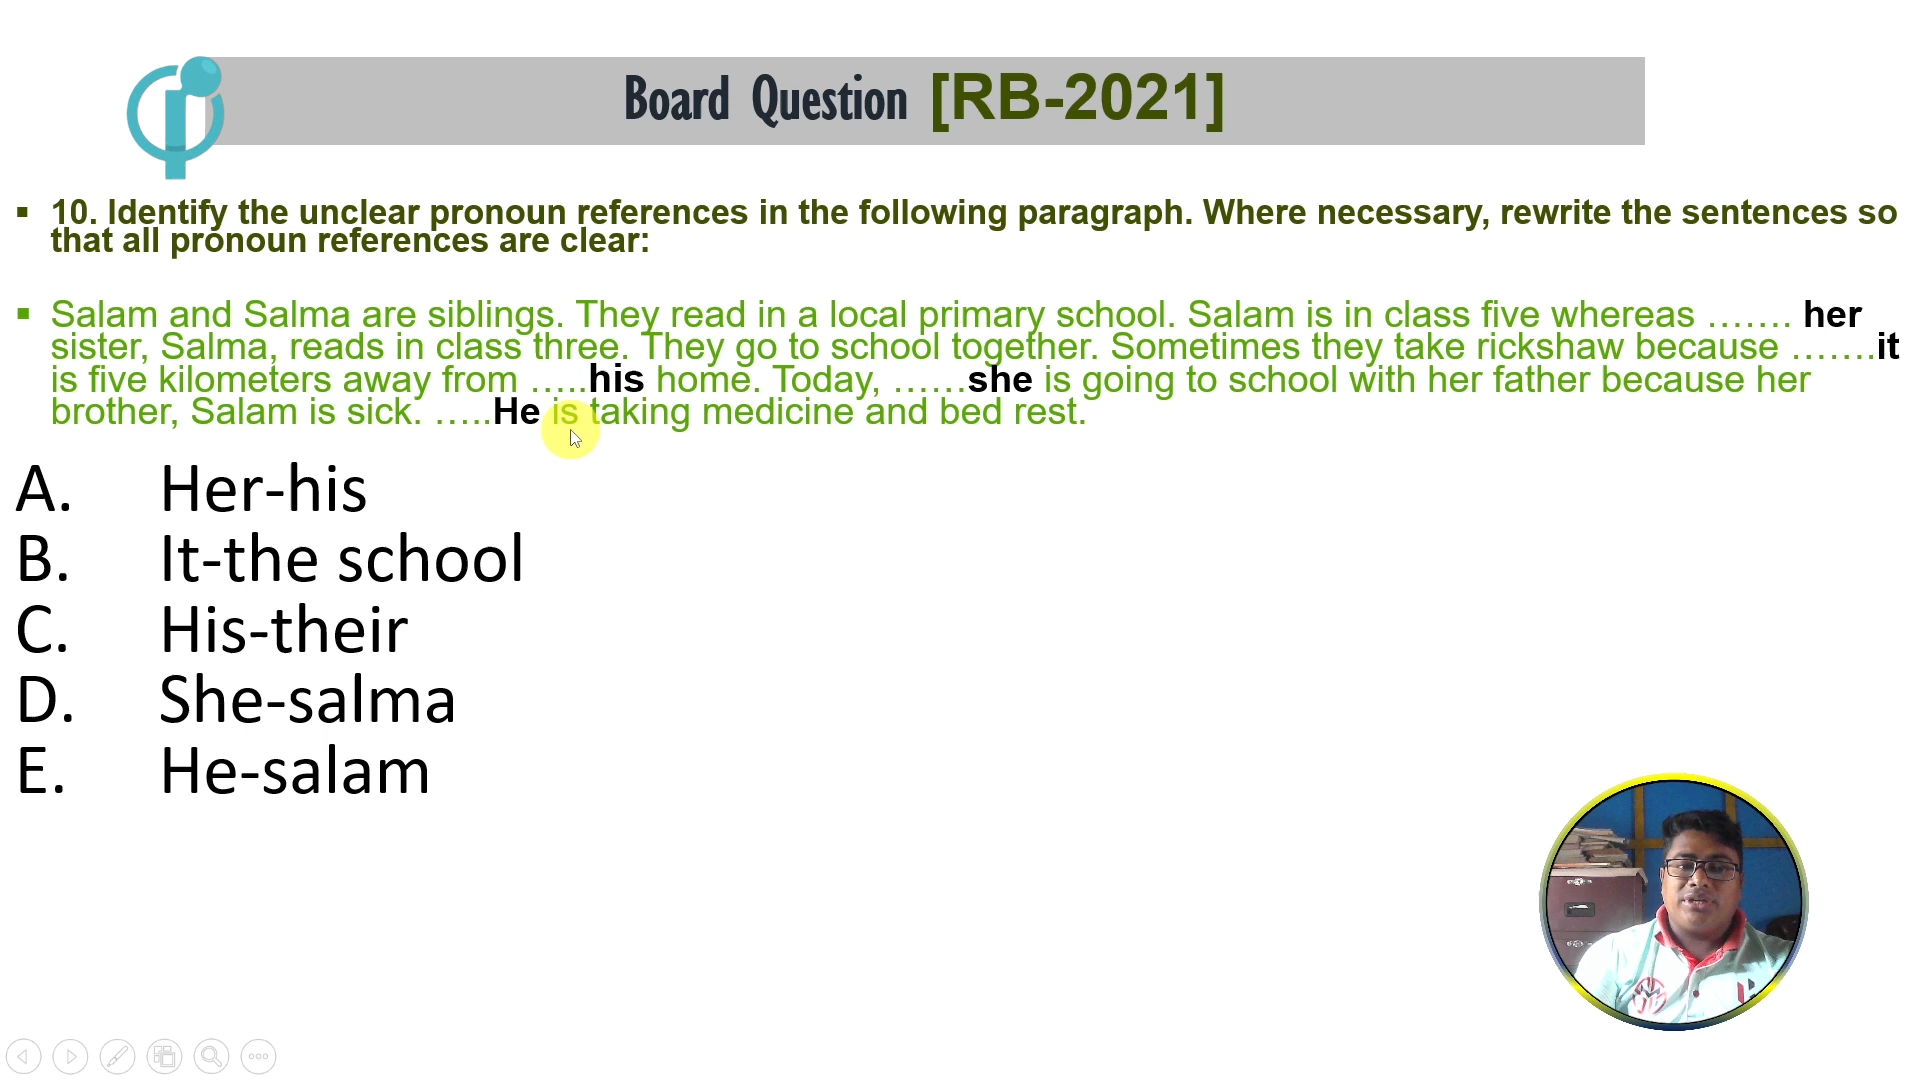 Board Question [RB-2021]
▪ 10. Identify the unclear pronoun references in the following paragraph. Where necessary, rewrite the sentences so
that all pronoun references are clear:
▪ Salam and Salma are siblings. They read in a local primary school. Salam is in class five whereas ……. her
sister, Salma, reads in class three. They go to school together. Sometimes they take rickshaw because …….it
is five kilometers away from …..his home. Today, ……she is going to school with her father because her
brother, Salam is sick. …..He is taking medicine and bed rest.
A. Her-his
B. It-the school
C. His-their
D. She-salma
E. He-salam